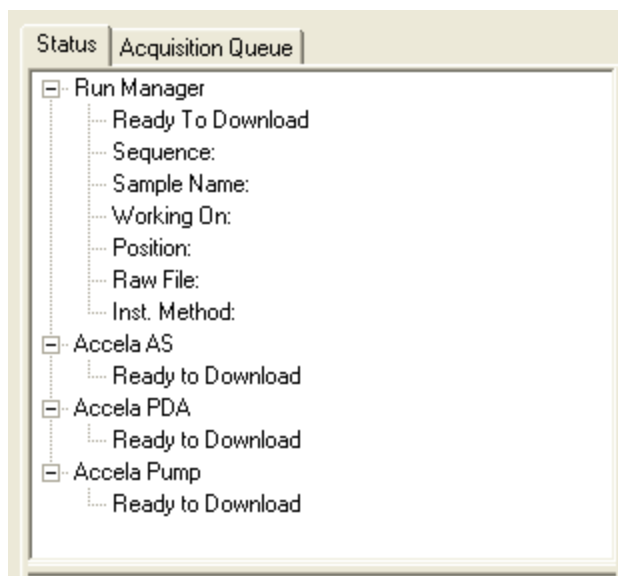 Status
Acquisition Queue
Run Manager
Ready To Download
Sequence:
Sample Name:
Working On:
Position:
Raw File:
Inst. Method:
Accela AS
Ready to Download
Accela PDA
Ready to Download
Accela Pump
Ready to Download